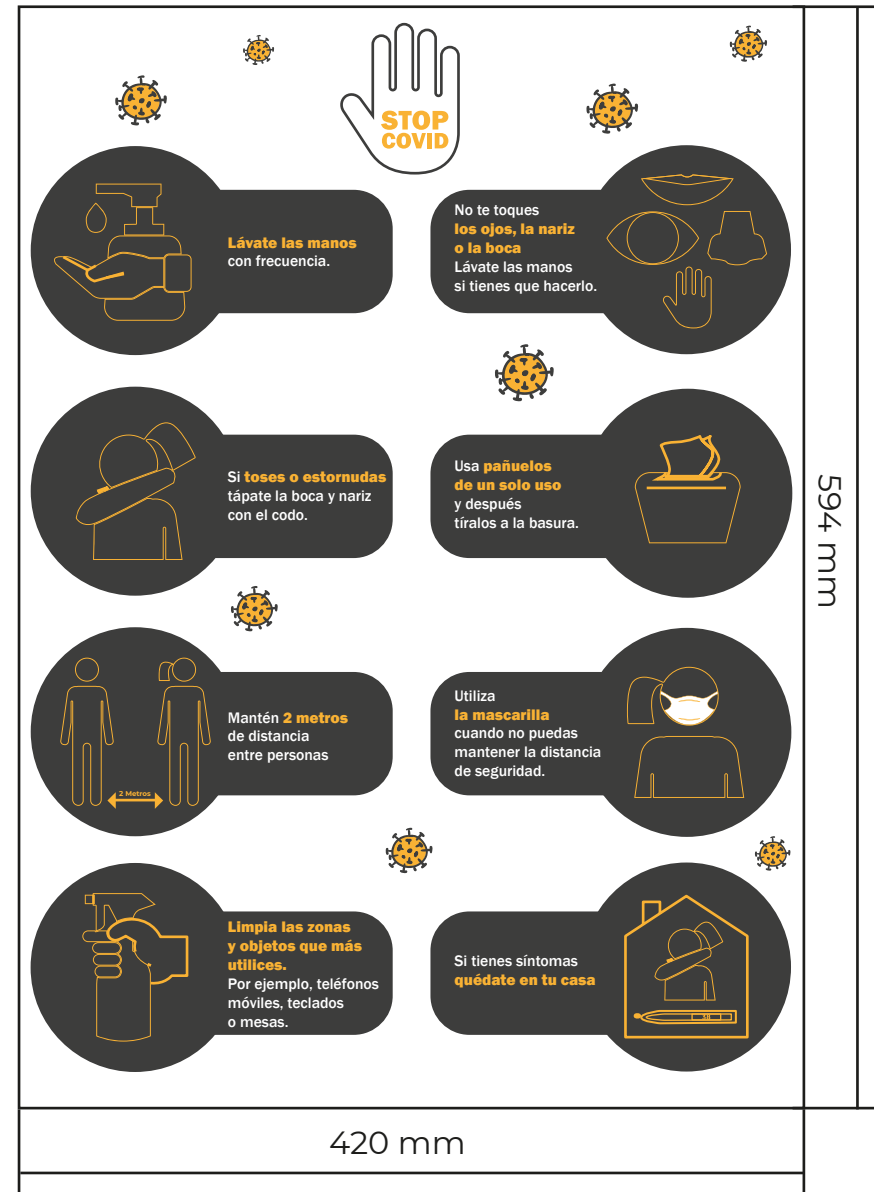 STOP
COVID
Lávate las manos
con frecuencia.
No te toques
los ojos, la nariz
o la boca
Lávate las manos
si tienes que hacerlo.
Si toses o estornudas
tápate la boca y nariz
con el codo.
Usa pañuelos
de un solo uso
y después
tíralos a la basura.
Mantén 2 metros
de distancia
entre personas
2 Metros
Utiliza
la mascarilla
cuando no puedas
mantener la distancia
de seguridad.
Limpia las zonas
y objetos que más
utilices.
Por ejemplo, teléfonos
móviles, teclados
o mesas.
Si tienes síntomas
quédate en tu casa
594 mm
420 mm